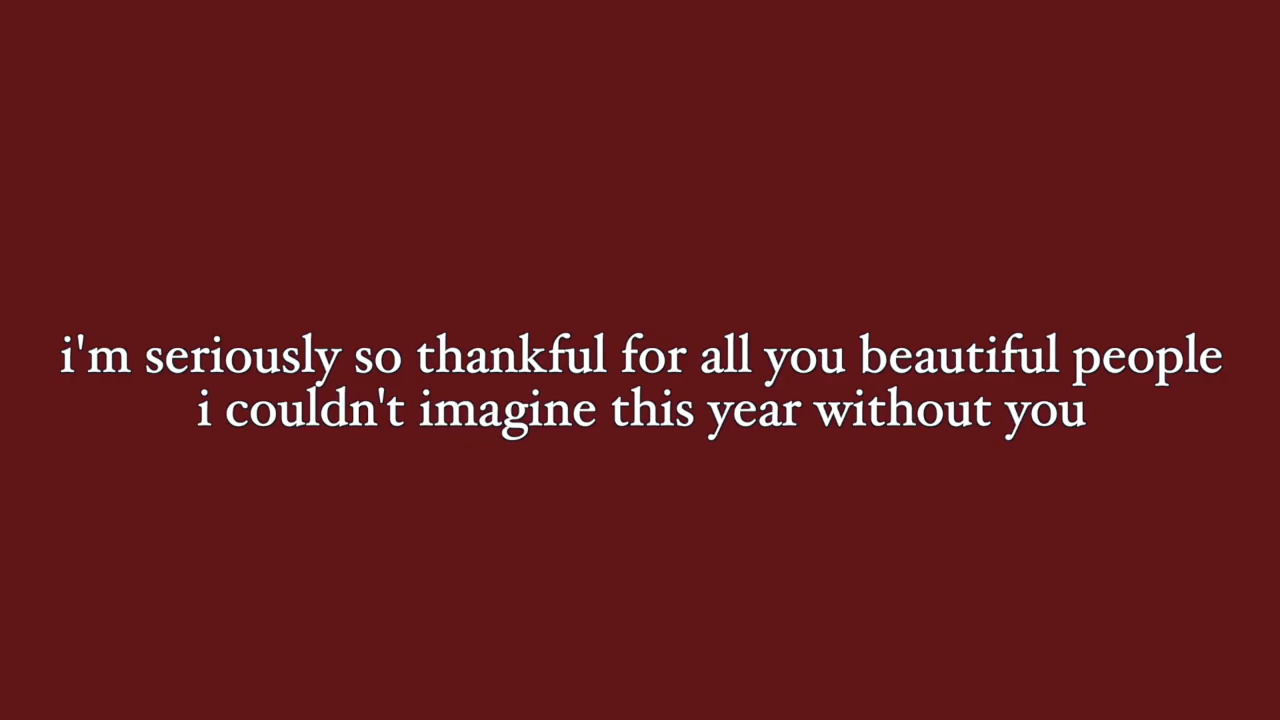 i'm seriously so thankful for all you beautiful people
i couldn't imagine this year without you